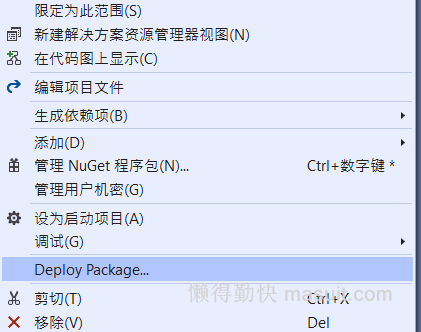 限定为此范围(S)
新建解决方案资源管理器视图(N)
在代码图上显示(C)
编辑项目文件
生成依赖项(B)
添加(D)
管理 NuGet 程序包(N)... Ctrl+数字键 *
管理用户机密(G)
设为启动项目(A)
调试(G)
Deploy Package...
懒得勤快 masuit.com
剪切(T) Ctrl+X
移除(V) Del